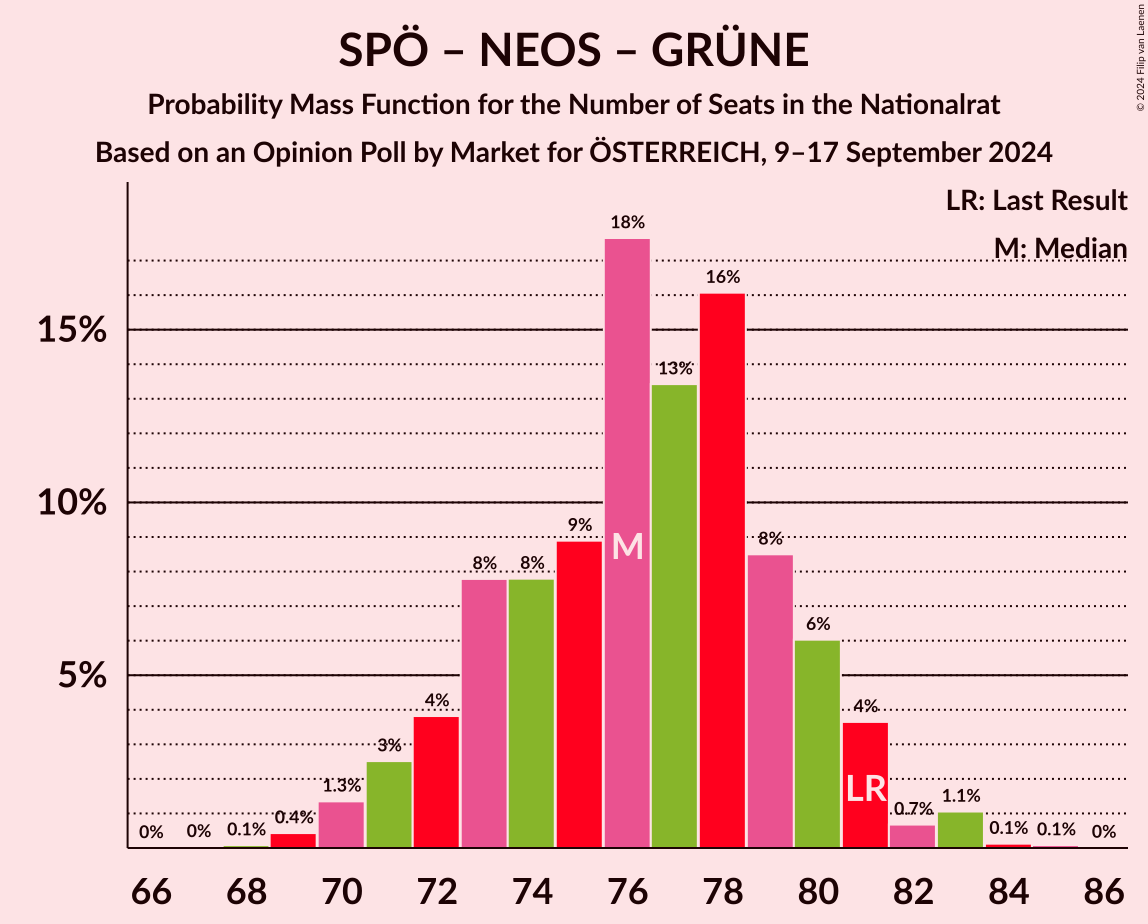 SPÖ – NEOS – GRÜNE
Probability Mass Function for the Number of Seats in the Nationalrat
Based on an Opinion Poll by Market for ÖSTERREICH, 9–17 September 2024
© 2024 Filip van Laenen
LR: Last Result
M: Median
15%
10%
5%
0%
0%
0.1%
0.4%
1.3%
3%
4%
8%
8%
9%
18%
13%
16%
8%
6%
4%
0.7%
1.1%
0.1%
0.1%
0%
M
LR
66 68 70 72 74 76 78 80 82 84 86